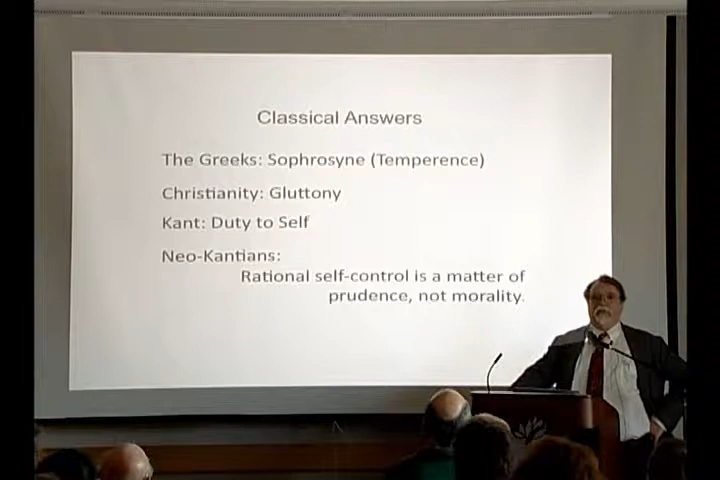 Classical Answers
The Greeks: Sophrosyne (Temperence)
Christianity: Gluttony
Kant: Duty to Self
Neo-Kantians:
Rational self-control is a matter of
prudence, not morality.